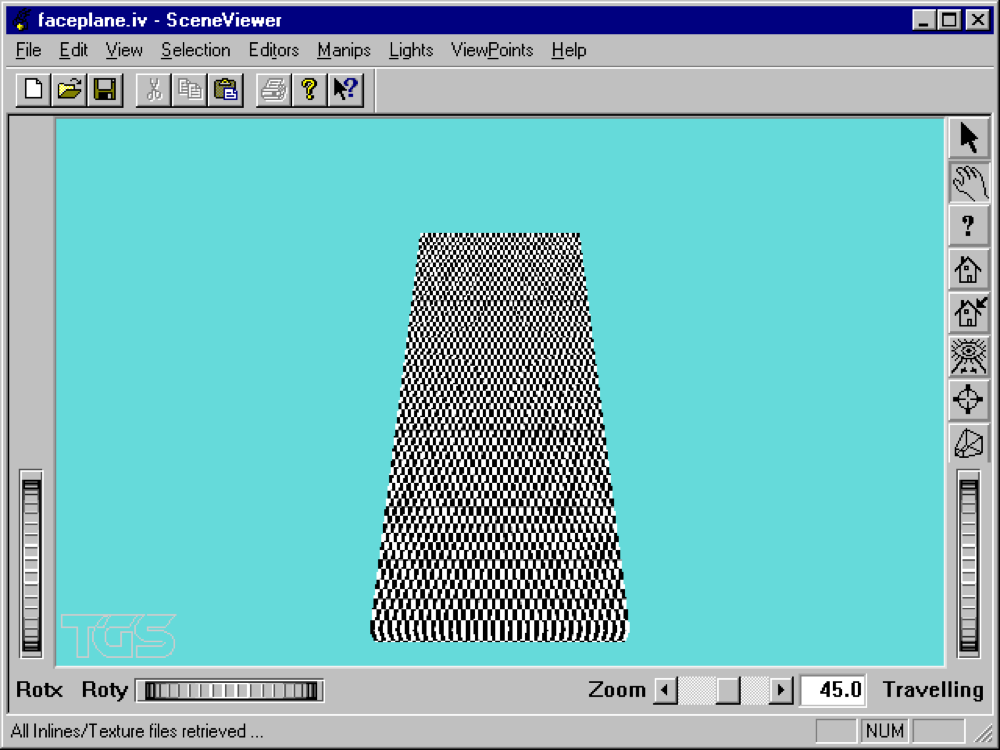 faceplane.iv - SceneViewer
File Edit View Selection Editors Manips Lights ViewPoints Help
TGS
Rotx Roty Zoom 45.0 Travelling
All Inlines/Texture files retrieved ... NUM